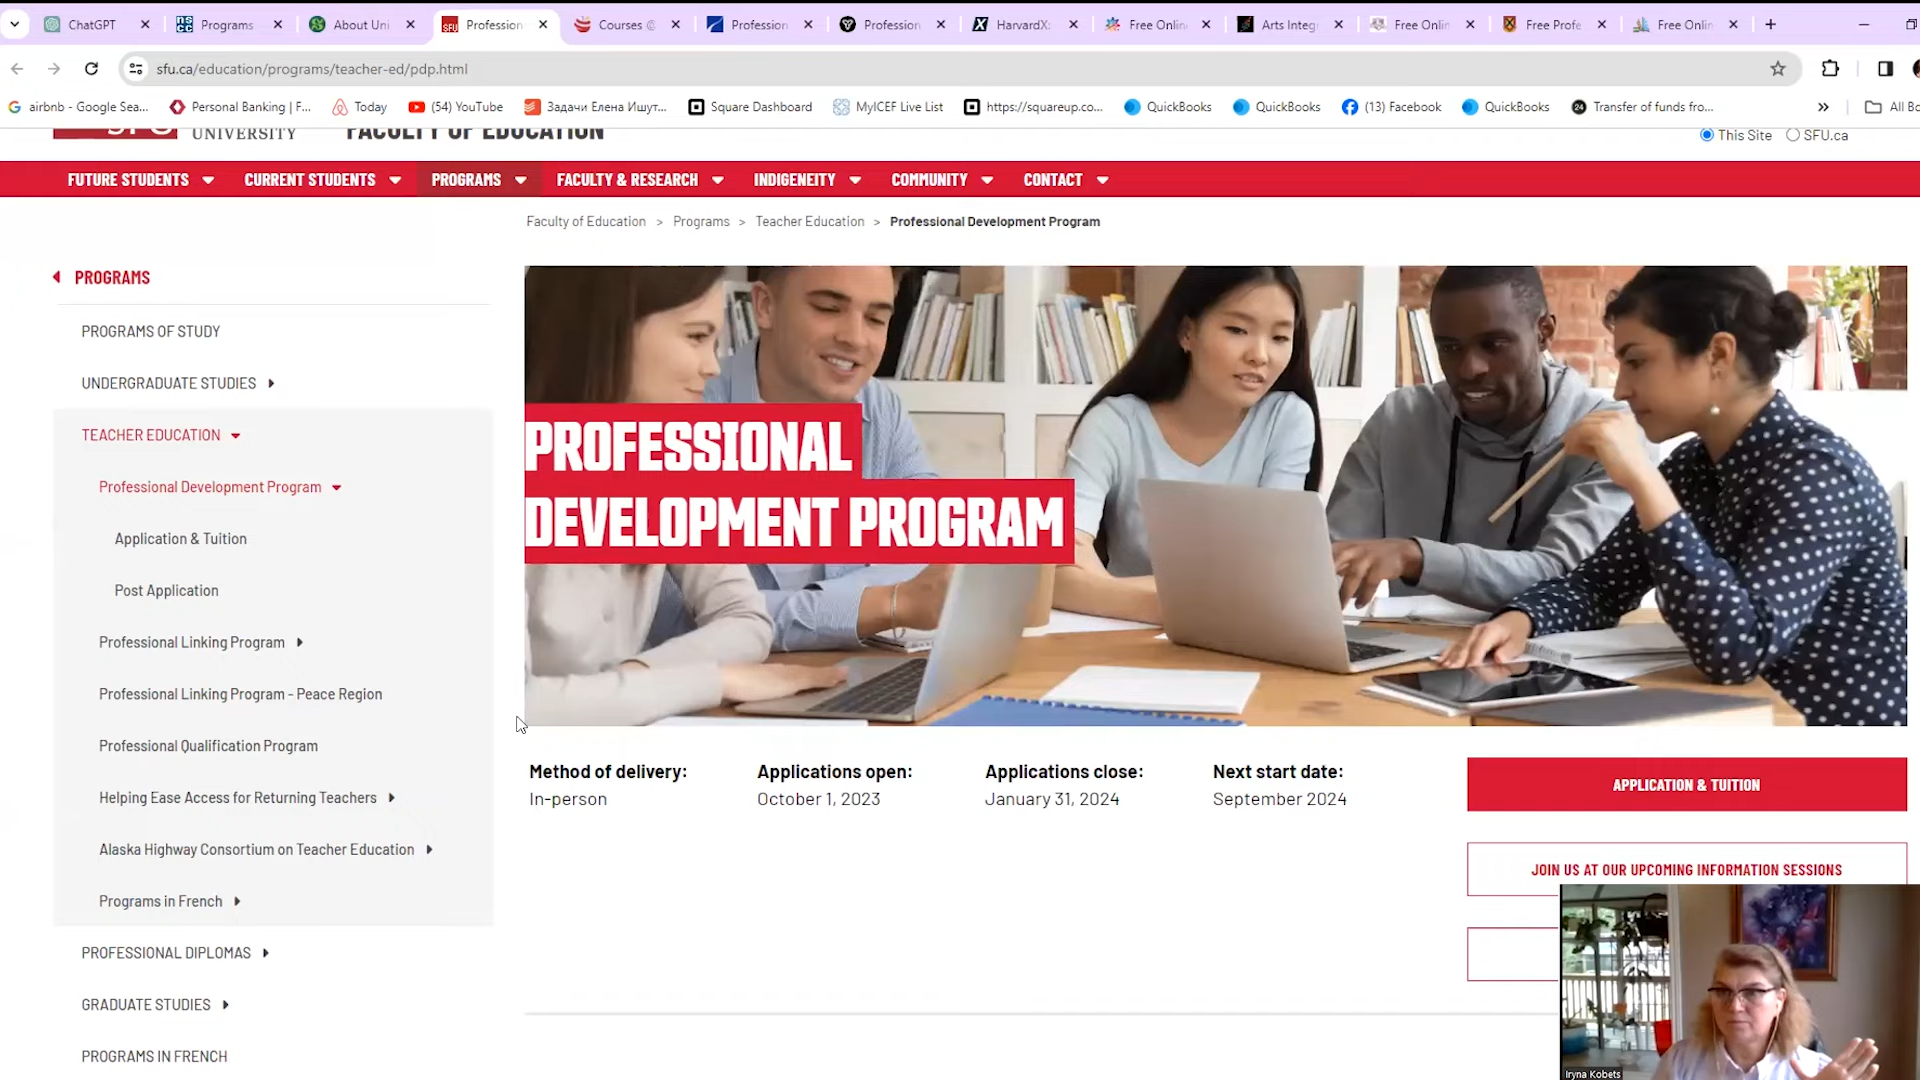 ChatGPT
Programs
About Uni
Profession
Courses @
Profession
Profession
HarvardX:
Free Onlin
Arts Integ
Free Onlin
Free Profe
Free Onlin
sfu.ca/education/programs/teacher-ed/pdp.html
airbnb - Google Sea...
Personal Banking | F...
Today
(54) YouTube
Задачи Елена Ищут...
Square Dashboard
MyICEF Live List
https://squareup.co...
QuickBooks
QuickBooks
(13) Facebook
QuickBooks
24
Transfer of funds fro...
All Bo
SFU
UNIVERSITY
FACULTY OF EDUCATION
This Site
SFU.ca
FUTURE STUDENTS
CURRENT STUDENTS
PROGRAMS
FACULTY & RESEARCH
INDIGENEITY
COMMUNITY
CONTACT
Faculty of Education > Programs > Teacher Education > Professional Development Program
PROGRAMS
PROGRAMS OF STUDY
UNDERGRADUATE STUDIES
TEACHER EDUCATION
Professional Development Program
Application & Tuition
Post Application
Professional Linking Program
Professional Linking Program - Peace Region
Professional Qualification Program
Helping Ease Access for Returning Teachers
Alaska Highway Consortium on Teacher Education
Programs in French
PROFESSIONAL DIPLOMAS
GRADUATE STUDIES
PROGRAMS IN FRENCH
PROFESSIONAL
DEVELOPMENT PROGRAM
Method of delivery:
In-person
Applications open:
October 1, 2023
Applications close:
January 31, 2024
Next start date:
September 2024
APPLICATION & TUITION
JOIN US AT OUR UPCOMING INFORMATION SESSIONS
Iryna Kobets